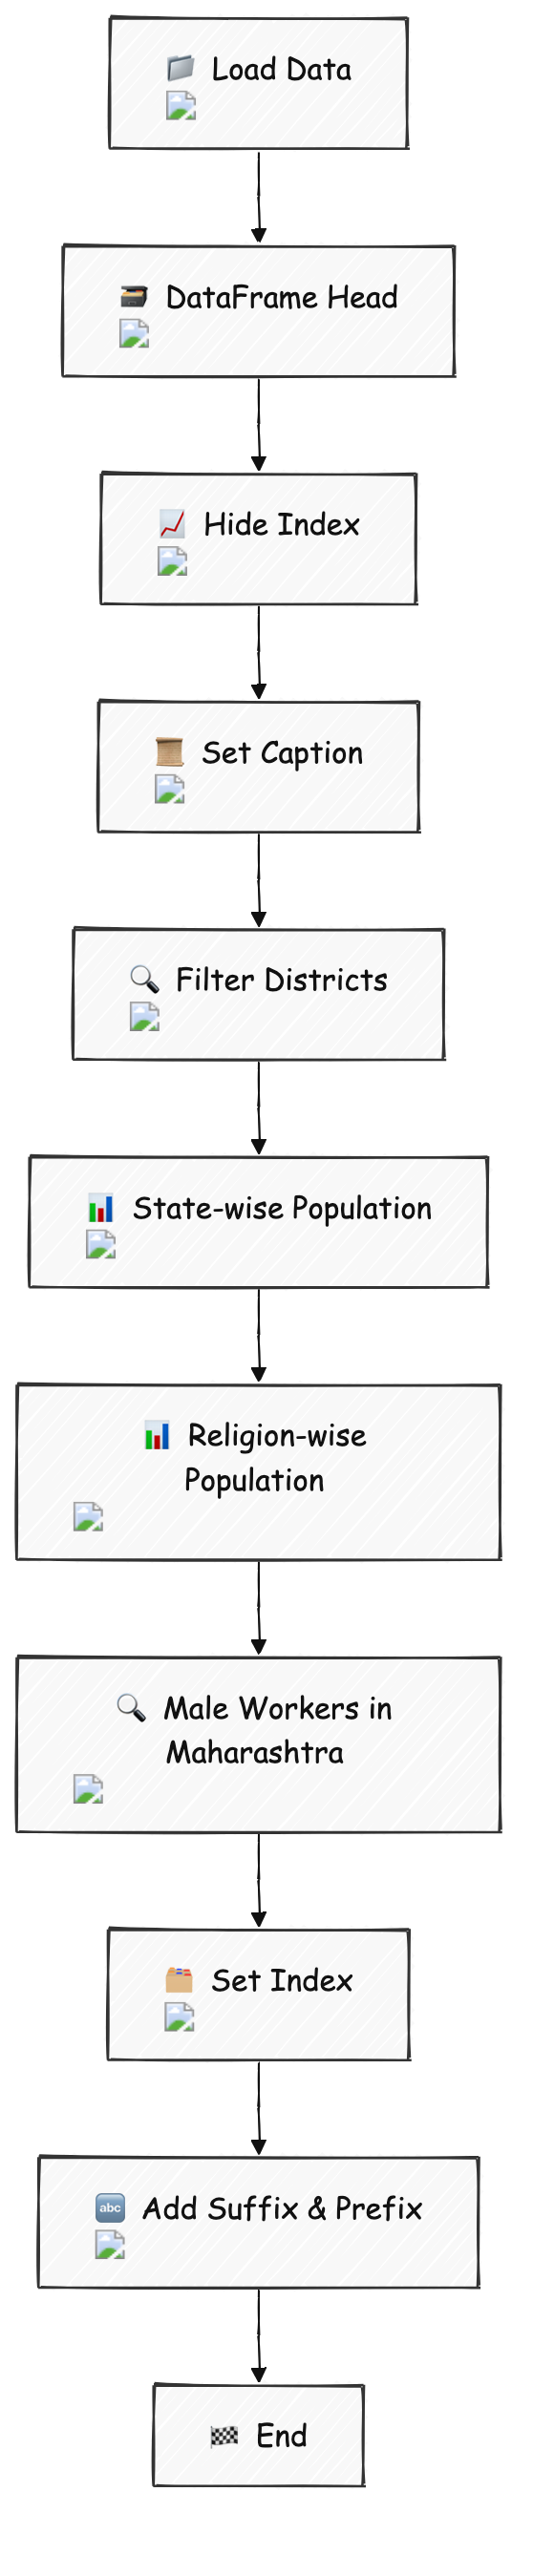 Load Data
DataFrame Head
Hide Index
Set Caption
Filter Districts
State-wise Population
Religion-wise
Population
Male Workers in
Maharashtra
Set Index
abc Add Suffix & Prefix
End